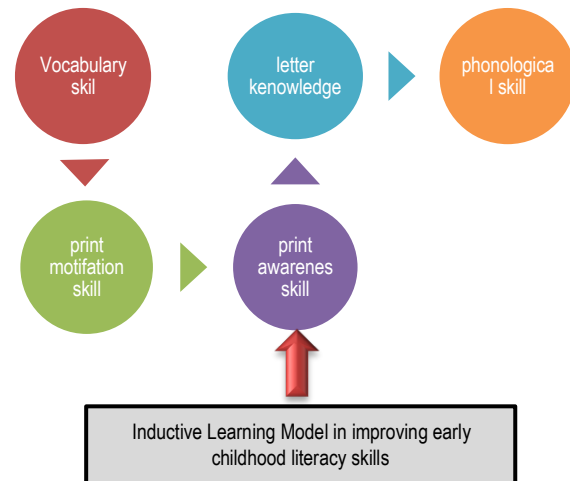 Vocabulary
skil
letter
kenowledge
phonologica
l skill
print
motifation
skill
print
awarenes
skill
Inductive Learning Model in improving early
childhood literacy skills